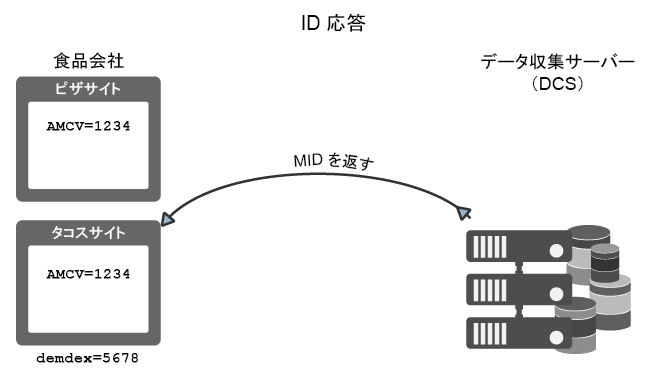 ID 応答
食品会社
データ収集サーバー
（DCS）
ピザサイト
AMCV=1234
MID を返す
タコスサイト
AMCV=1234
demdex=5678